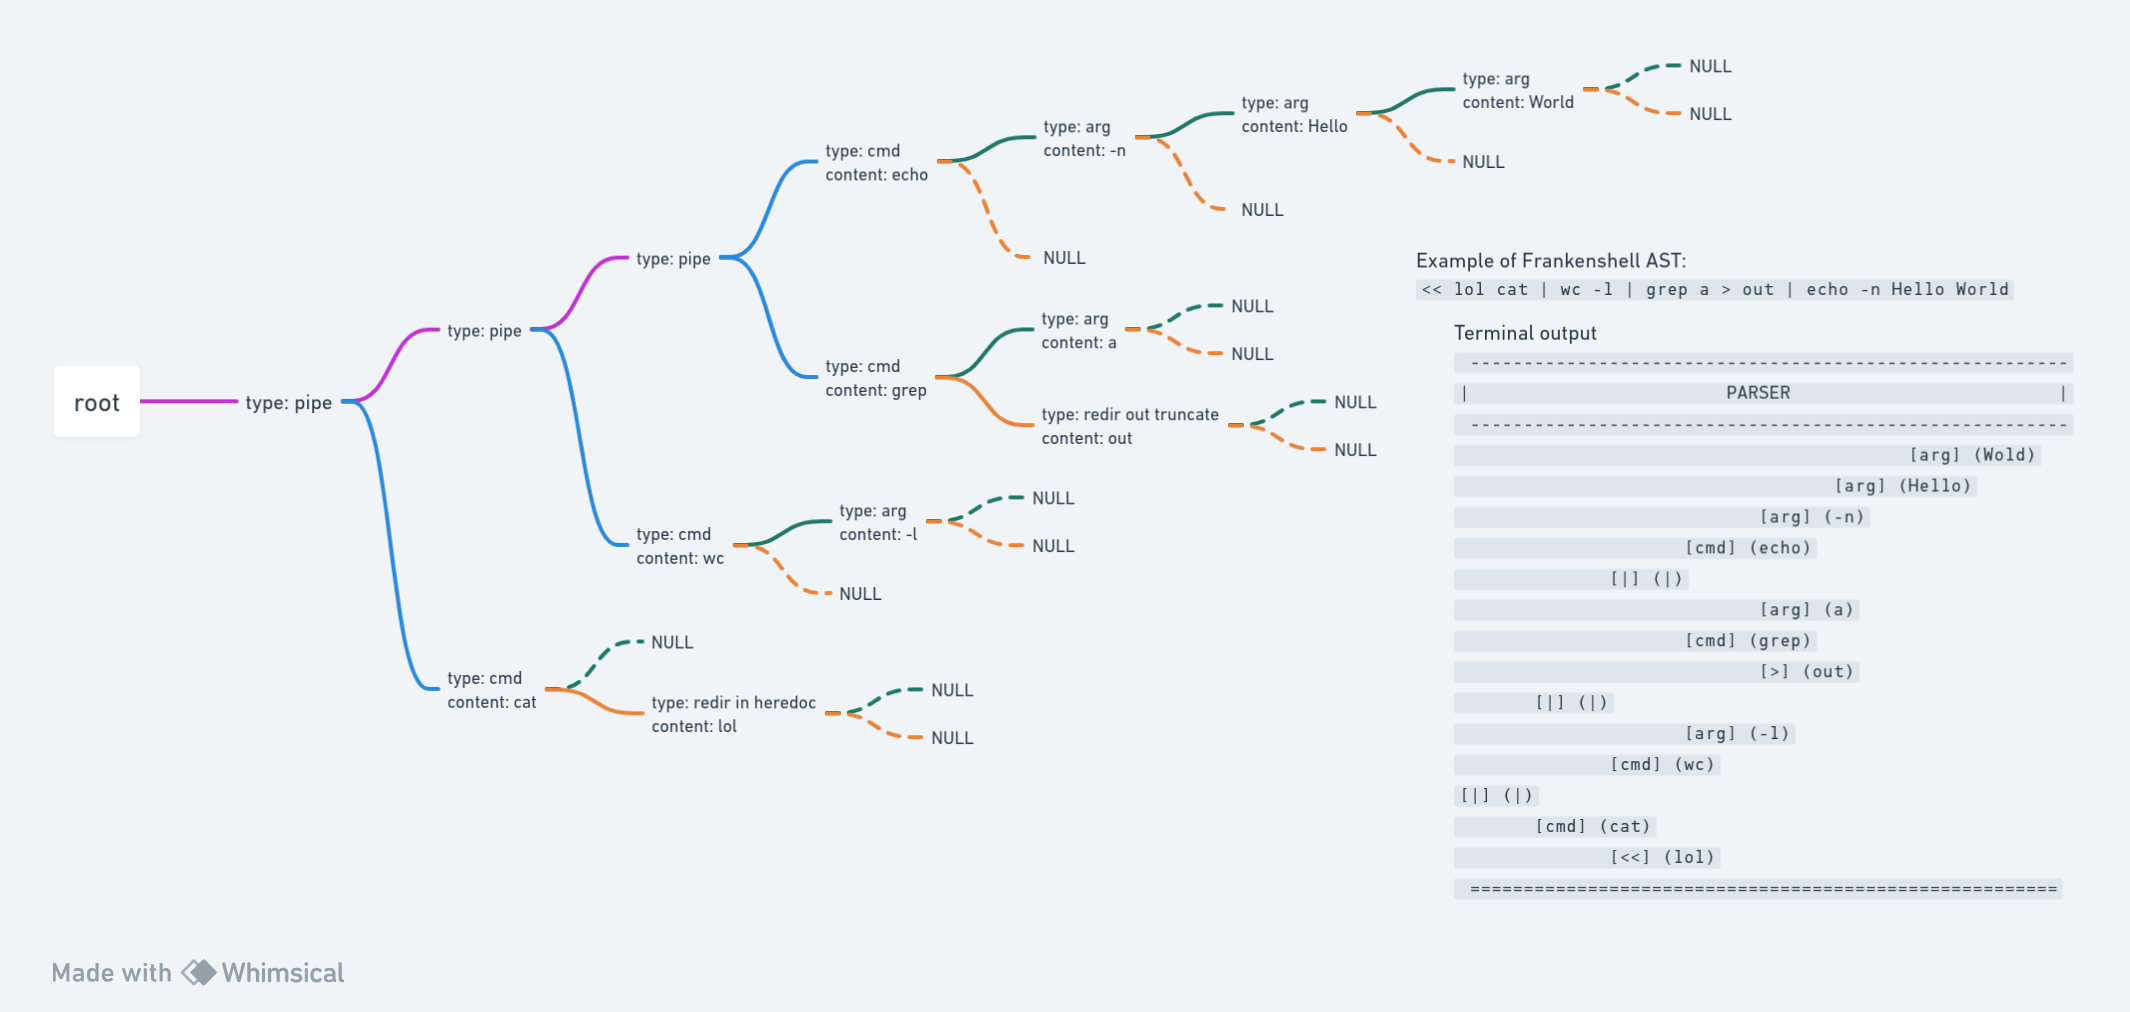 root
type: pipe
type: pipe
type: pipe
type: cmd
content: echo
type: arg
content: -n
type: arg
content: Hello
type: arg
content: World
NULL
NULL
NULL
NULL
NULL
type: cmd
content: grep
type: arg
content: a
NULL
NULL
type: redir out truncate
content: out
NULL
NULL
type: cmd
content: wc
type: arg
content: -l
NULL
NULL
NULL
type: cmd
content: cat
NULL
type: redir in heredoc
content: lol
NULL
NULL
Example of Frankenshell AST:
<< lol cat | wc -l | grep a > out | echo -n Hello World
Terminal output
--------------------------------------------------------
| PARSER |
--------------------------------------------------------
[arg] (Wold)
[arg] (Hello)
[arg] (-n)
[cmd] (echo)
[|] (|)
[arg] (a)
[cmd] (grep)
[>] (out)
[|] (|)
[arg] (-l)
[cmd] (wc)
[|] (|)
[cmd] (cat)
[<<] (lol)
=======================================================
Made with Whimsical